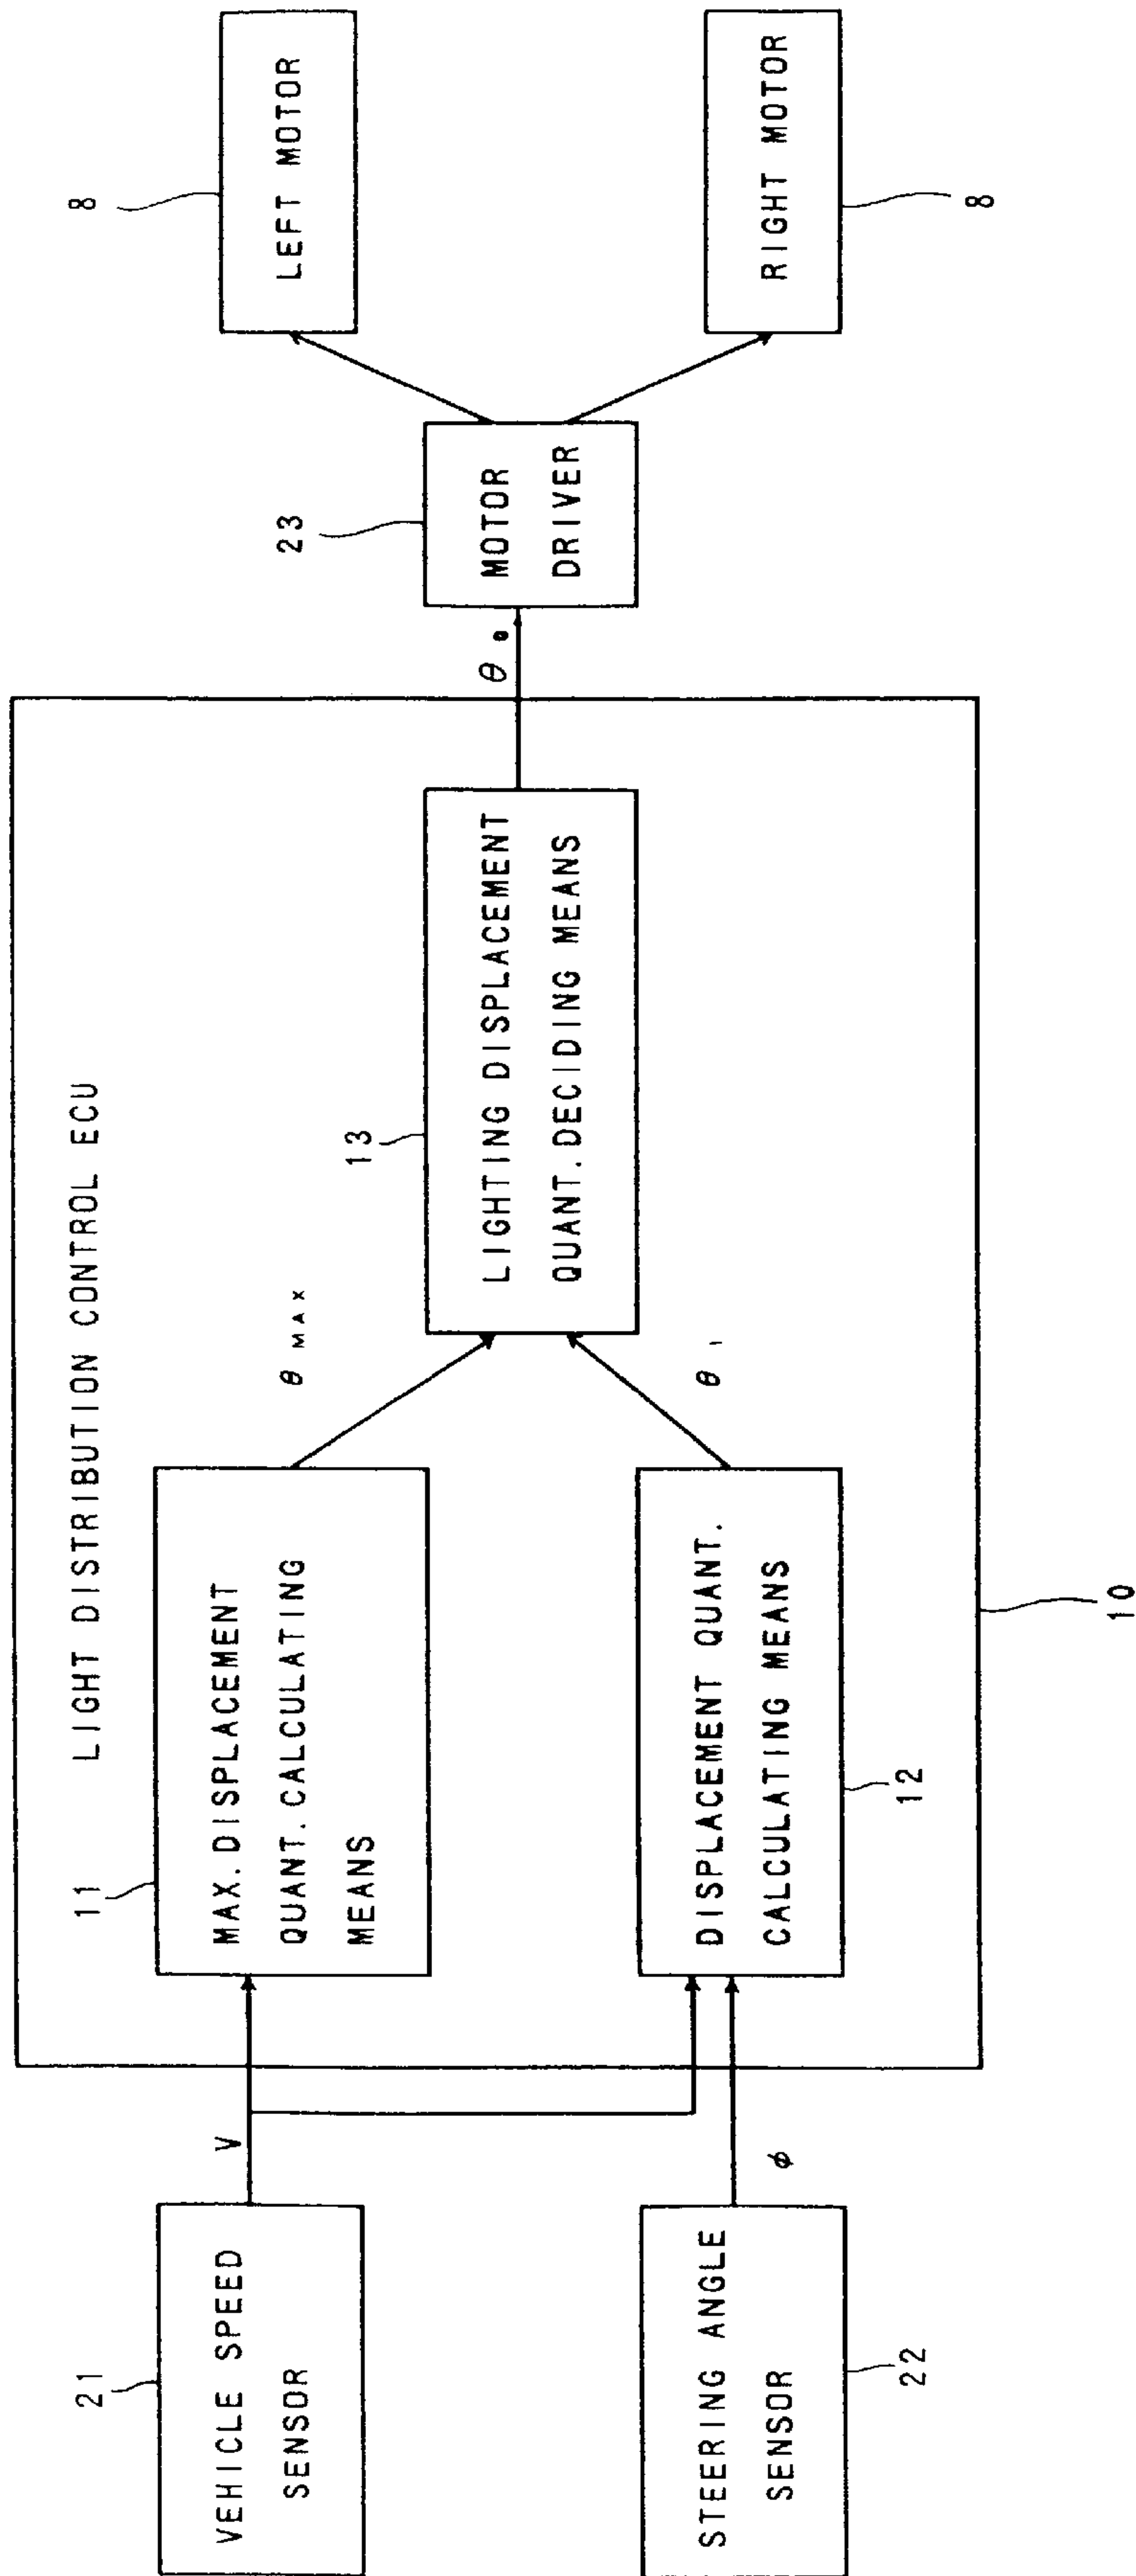 LIGHT DISTRIBUTION CONTROL ECU
21
VEHICLE SPEED
SENSOR
V
11
MAX.DISPLACEMENT
QUANT.CALCULATING
MEANS
θ MAX
13
LIGHTING DISPLACEMENT
QUANT.DECIDING MEANS
θ
23
MOTOR
DRIVER
8
LEFT MOTOR
STEERING ANGLE
SENSOR
22
φ
DISPLACEMENT QUANT.
CALCULATING MEANS
12
θ I
10
RIGHT MOTOR
8